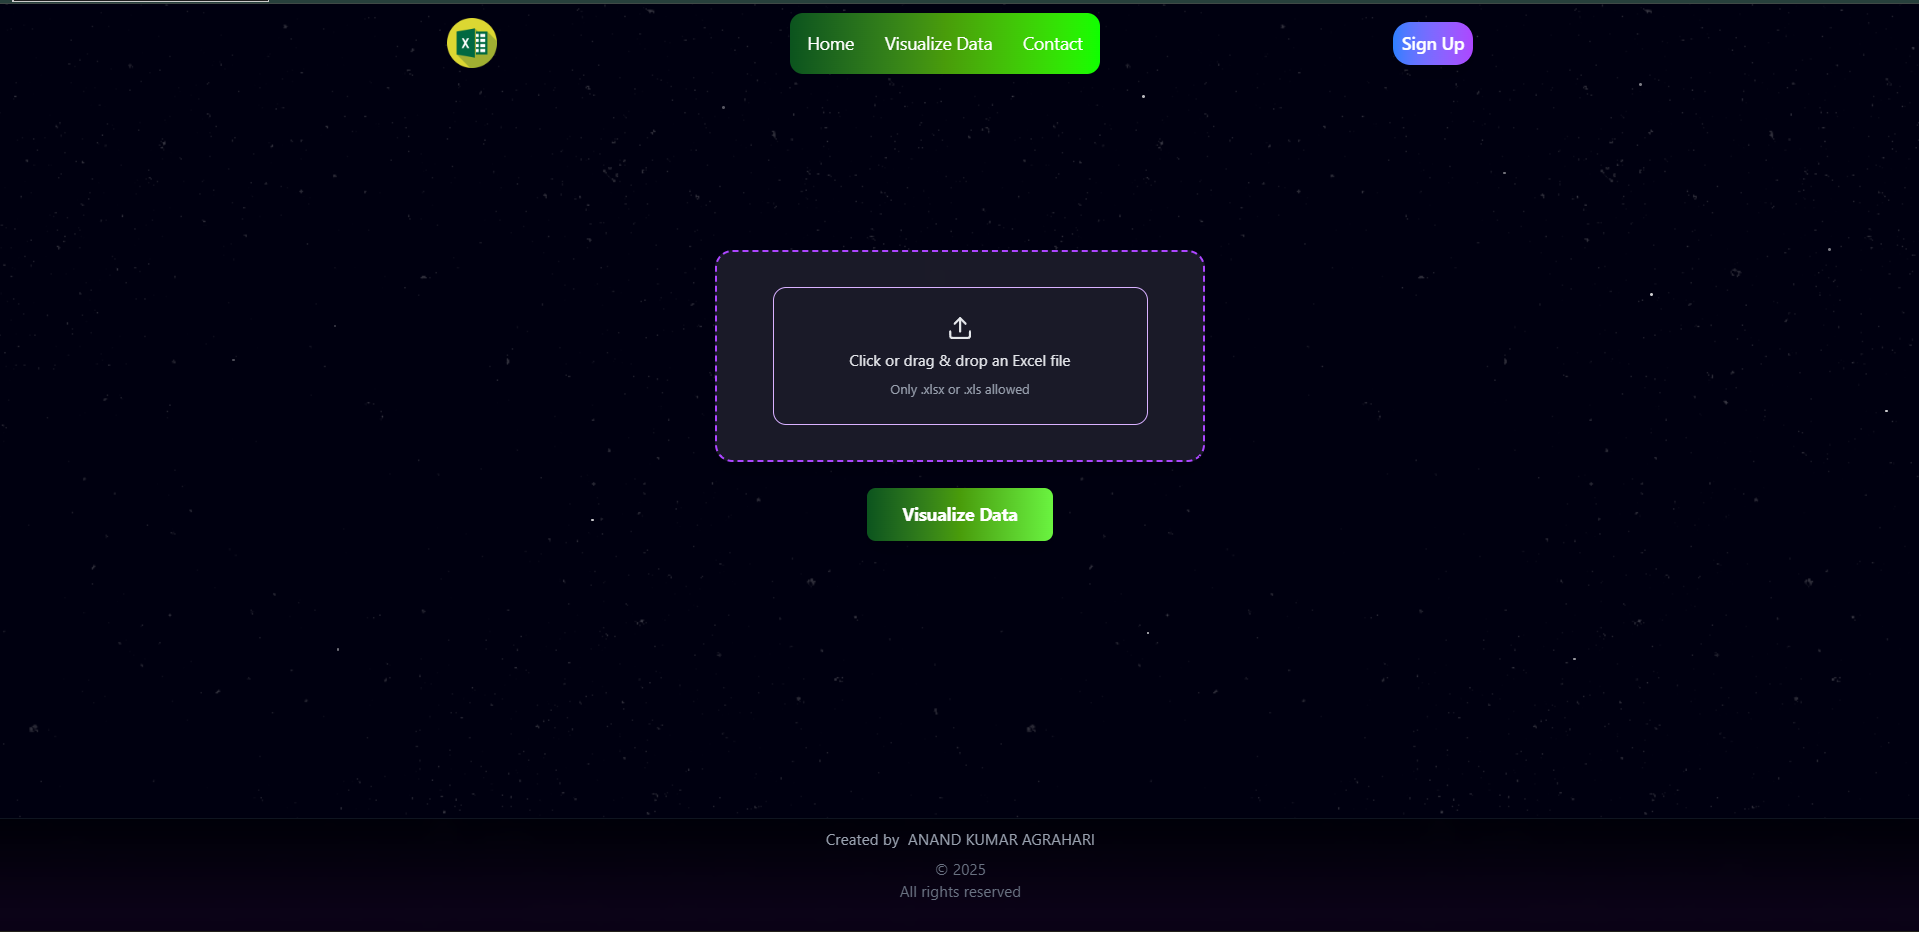 X
Home Visualize Data Contact
Sign Up
Click or drag & drop an Excel file
Only .xlsx or .xls allowed
Visualize Data
Created by ANAND KUMAR AGRAHARI
© 2025
All rights reserved